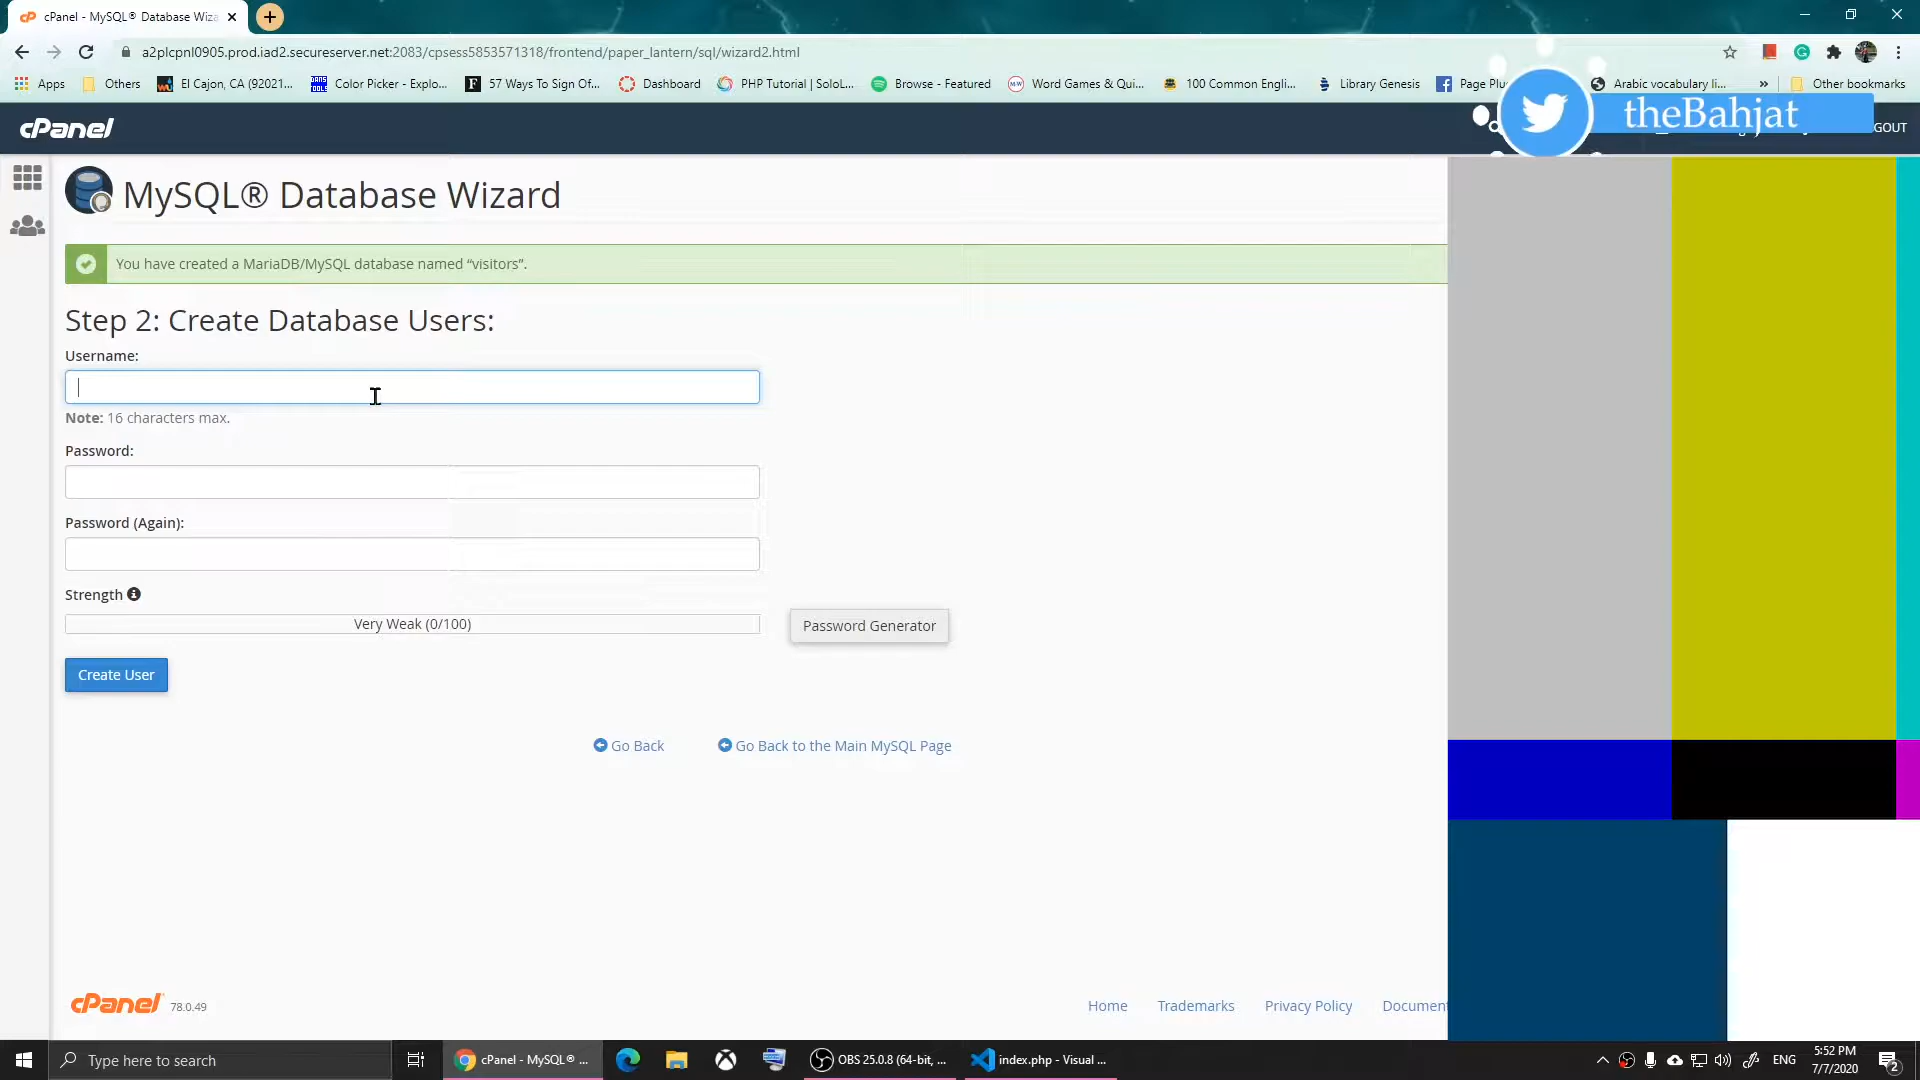 cPanel - MySQL® Database Wiza
a2plcpnl0905.prod.iad2.secureserver.net:2083/cpsess5853571318/frontend/paper_lantern/sql/wizard2.html
Apps Others El Cajon, CA (92021... Color Picker - Explo... 57 Ways To Sign Of... Dashboard PHP Tutorial | SoloL... Browse - Featured Word Games & Qui... 100 Common Engli... Library Genesis Page Plu Arabic vocabulary li... » Other bookmarks
cPanel
theBahjat
GOUT
MySQL® Database Wizard
You have created a MariaDB/MySQL database named “visitors”.
Step 2: Create Database Users:
Username:
Note: 16 characters max.
Password:
Password (Again):
Strength
Very Weak (0/100)
Password Generator
Create User
Go Back Go Back to the Main MySQL Page
cPanel 78.0.49
Home Trademarks Privacy Policy Document
Type here to search
cPanel - MySQL® ...
OBS 25.0.8 (64-bit, ...
index.php - Visual ...
ENG
5:52 PM
7/7/2020
2